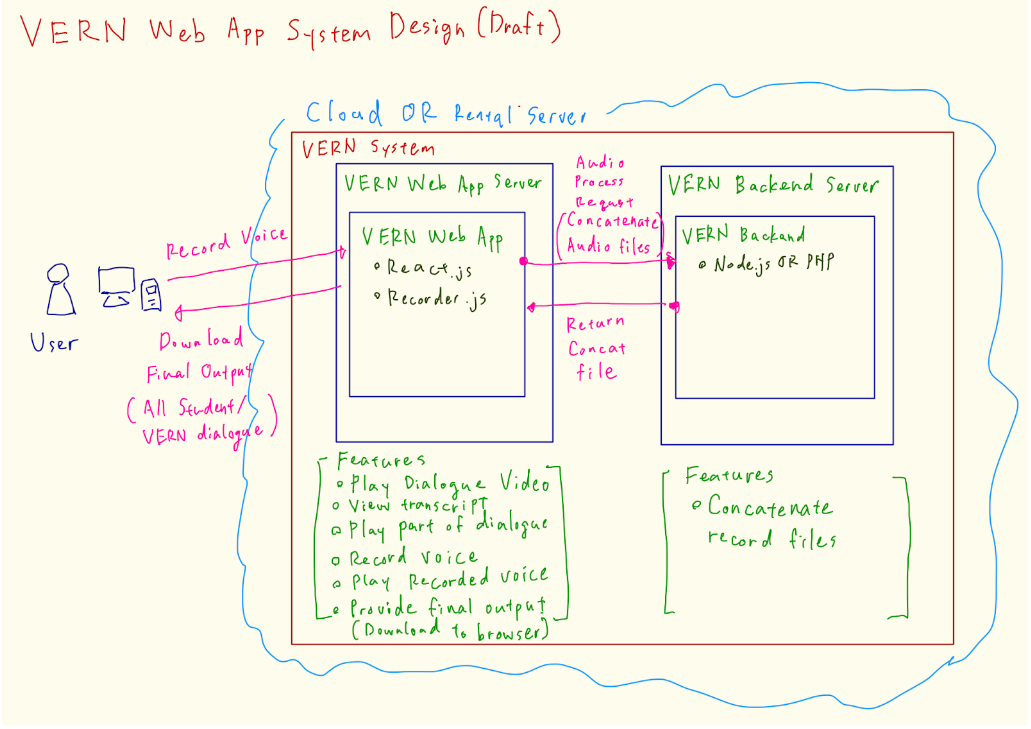 VERN Web App System Design (Draft)
Cloud OR Rental Server
VERN System
VERN Web App Server
VERN Web App
• React.js
• Recorder.js
Audio
Process
Requst
(Concatenate
Audio files)
VERN Backend Server
VERN Backand
• Node.js OR PHP
Record Voice
User
Download
Final Output
(All Student/
VERN dialogue)
Return
Concat
file
Features
• Play Dialogue Video
• View transcript
• Play part of dialogue
• Record voice
• Play Recorded voice
• Provide final output
(Download to browser)
Features
• Concatenate
record files